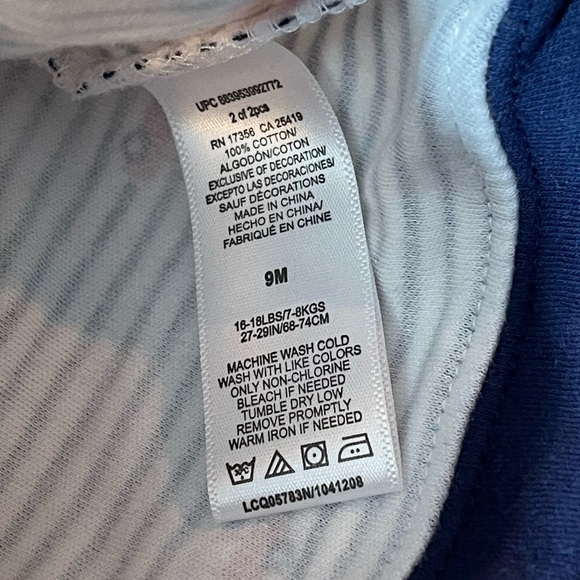 UPC 883953992772
2 of 2pcs
RN 17356 CA 25419
100% COTTON/
ALGODÓN/COTON
EXCLUSIVE OF DECORATION/
EXCEPTO LAS DECORACIONES/
SAUF DÉCORATIONS
MADE IN CHINA/
HECHO EN CHINA/
FABRIQUÉ EN CHINE
9M
16-18LBS/7-8KGS
27-29IN/68-74CM
MACHINE WASH COLD
WASH WITH LIKE COLORS
ONLY NON-CHLORINE
BLEACH IF NEEDED
TUMBLE DRY LOW
REMOVE PROMPTLY
WARM IRON IF NEEDED
LCQ05783N/1041208